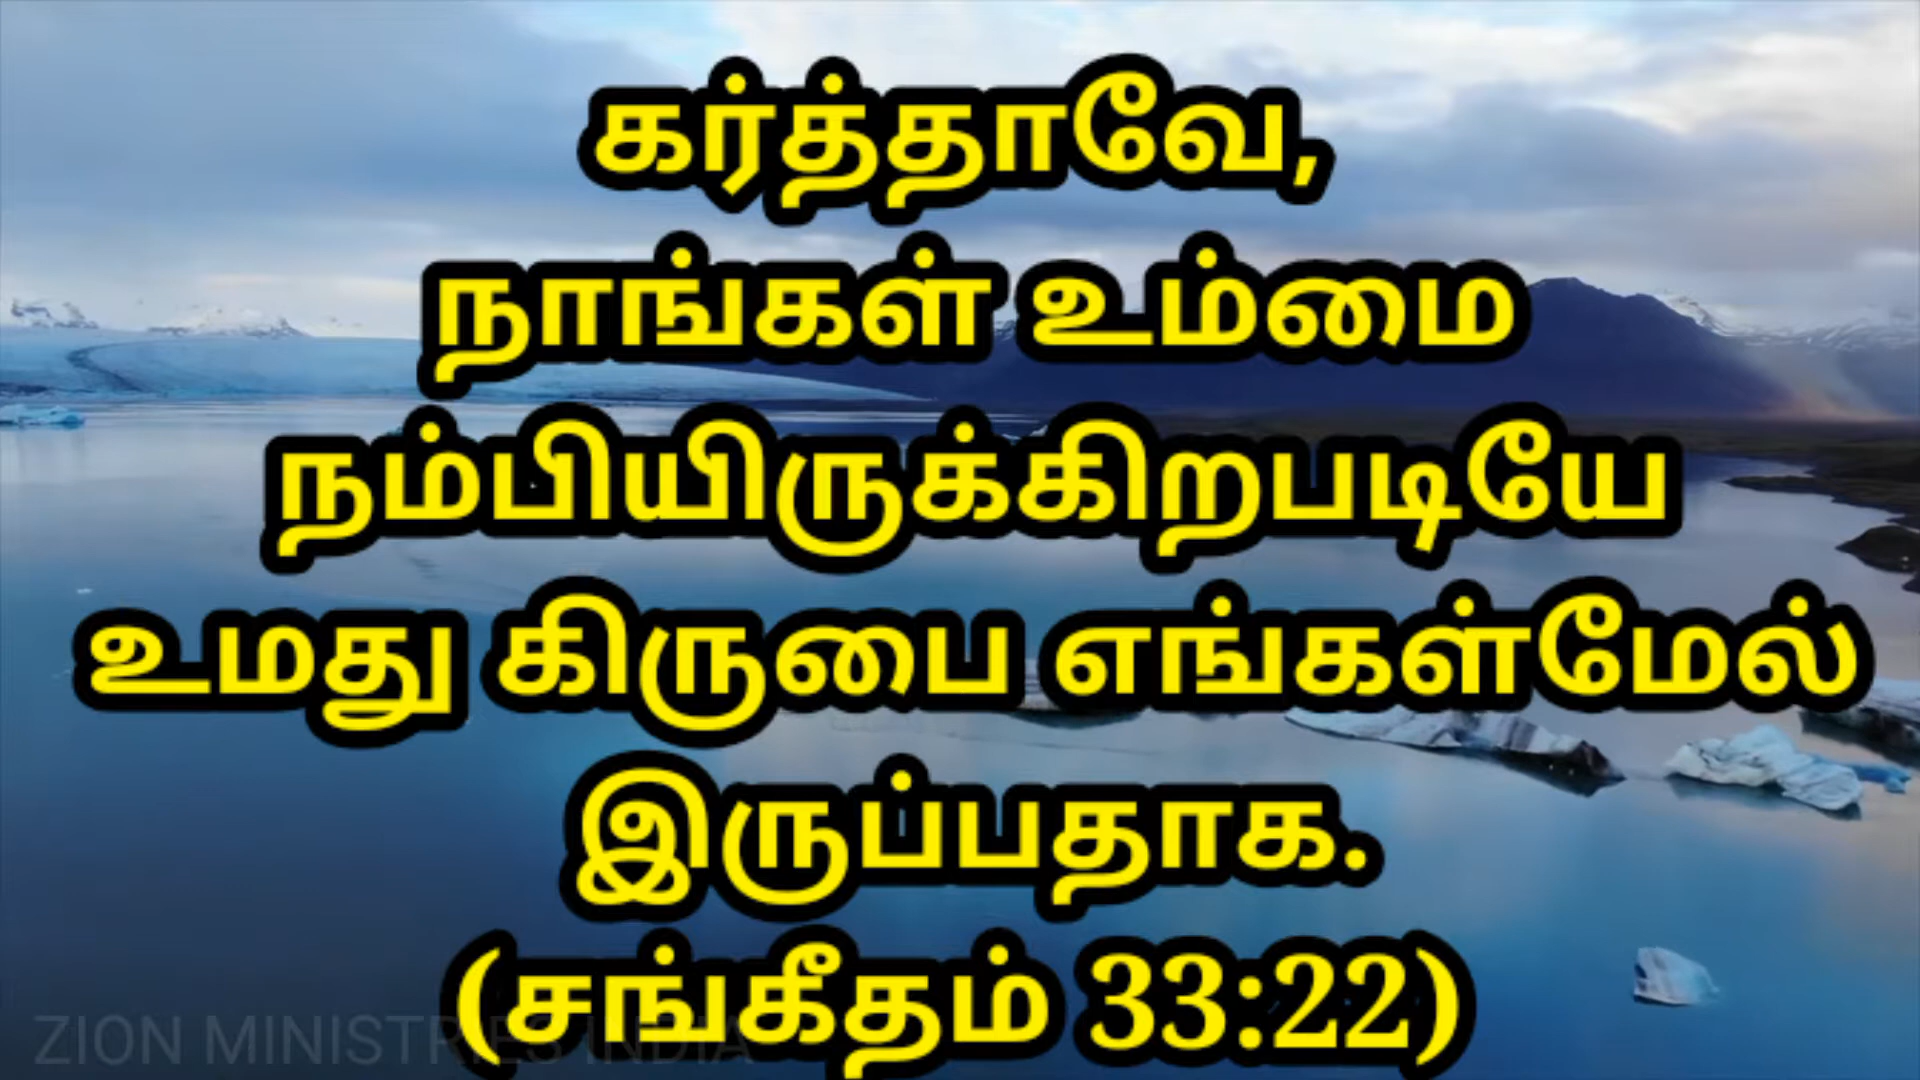 கர்த்தாவே,
நாங்கள் உம்மை
நம்பியிருக்கிறபடியே
உமது கிருபை எங்கள்மேல்
இருப்பதாக.
(சங்கீதம் 33:22)
ZION MINISTRIES INDIA